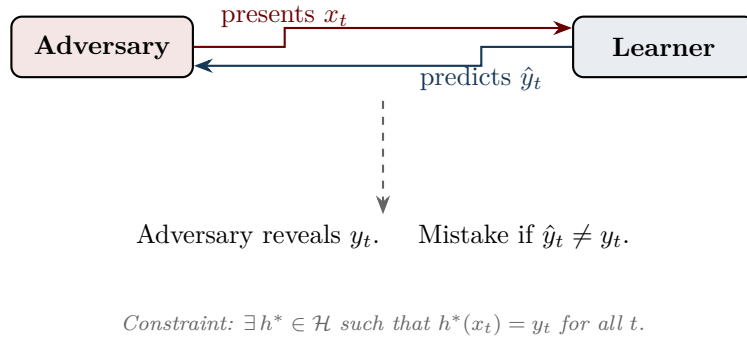 presents x_t
Adversary
Learner
predicts ŷ_t
Adversary reveals y_t. Mistake if ŷ_t ≠ y_t.
Constraint: ∃ h* ∈ ℋ such that h*(x_t) = y_t for all t.